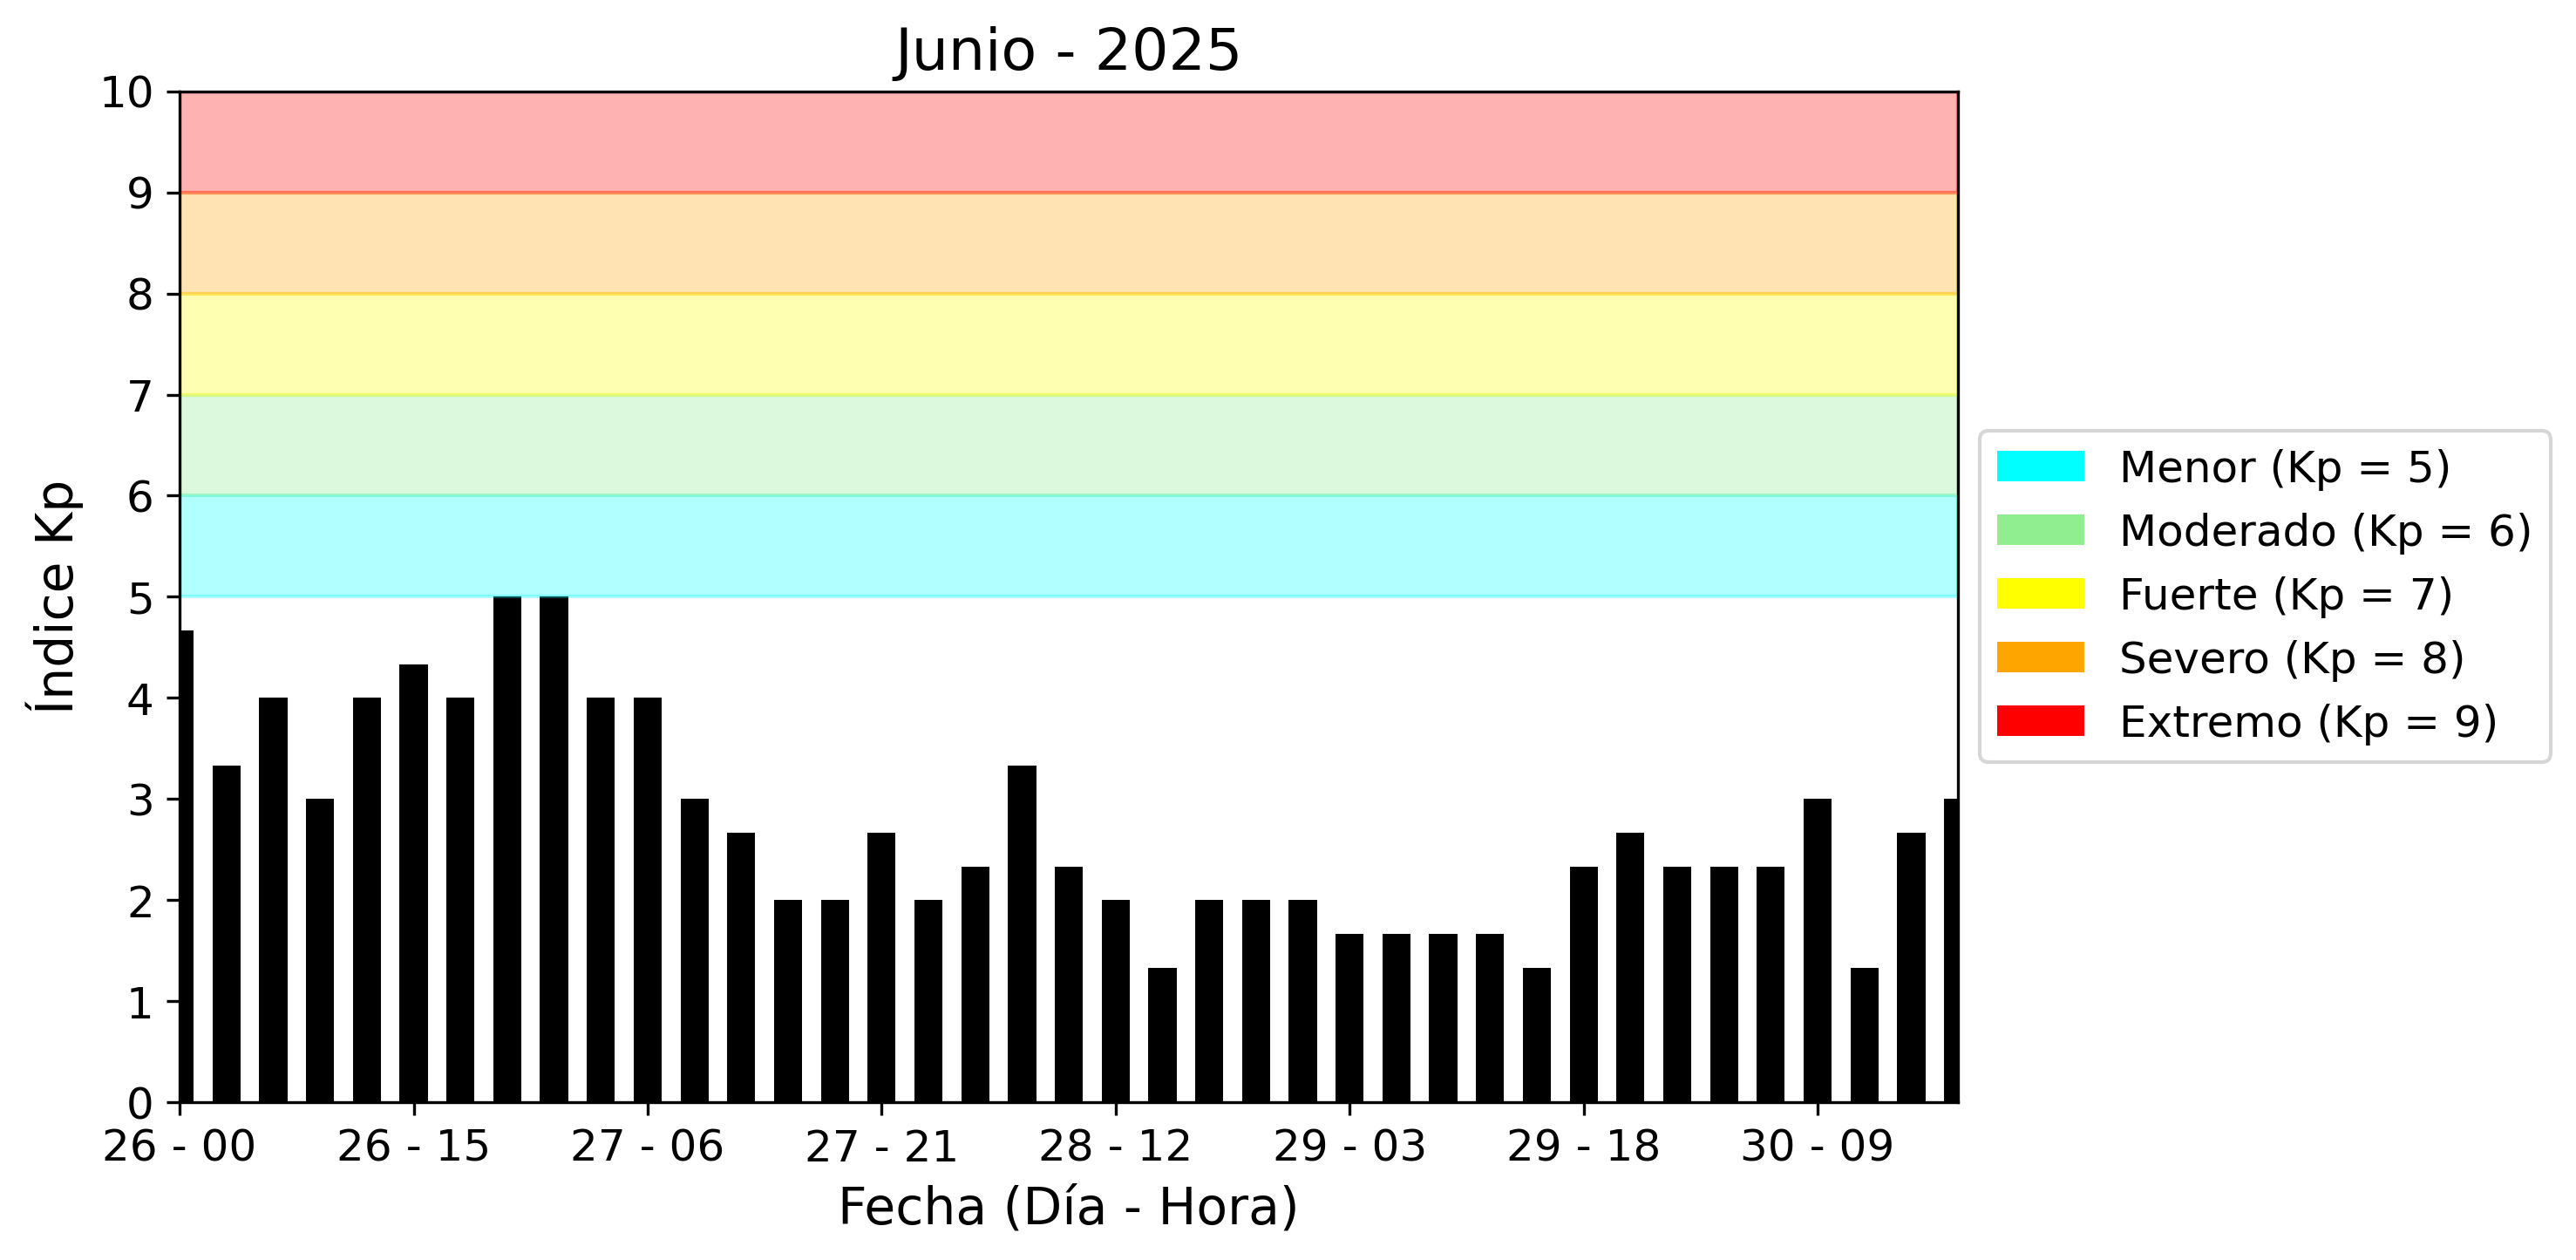 Junio - 2025
10
9
8
7
6
5
4
3
2
1
0
Índice Kp
26 - 00
26 - 15
27 - 06
27 - 21
28 - 12
29 - 03
29 - 18
30 - 09
Fecha (Día - Hora)
Menor (Kp = 5)
Moderado (Kp = 6)
Fuerte (Kp = 7)
Severo (Kp = 8)
Extremo (Kp = 9)